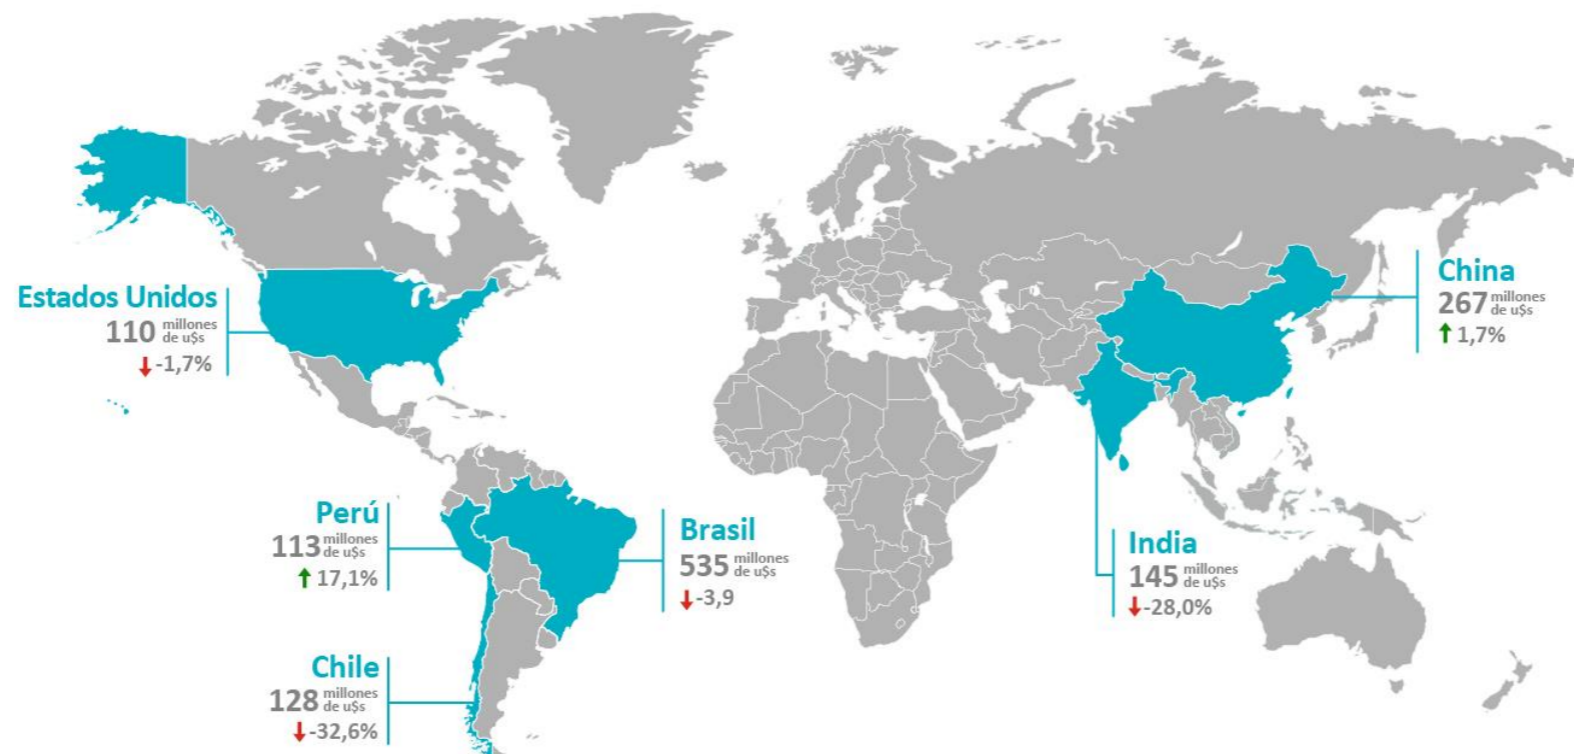 Estados Unidos
110 millones de u$s
-1,7%
Perú
113 millones de u$s
17,1%
Chile
128 millones de u$s
-32,6%
Brasil
535 millones de u$s
-3,9
China
267 millones de u$s
1,7%
India
145 millones de u$s
-28,0%